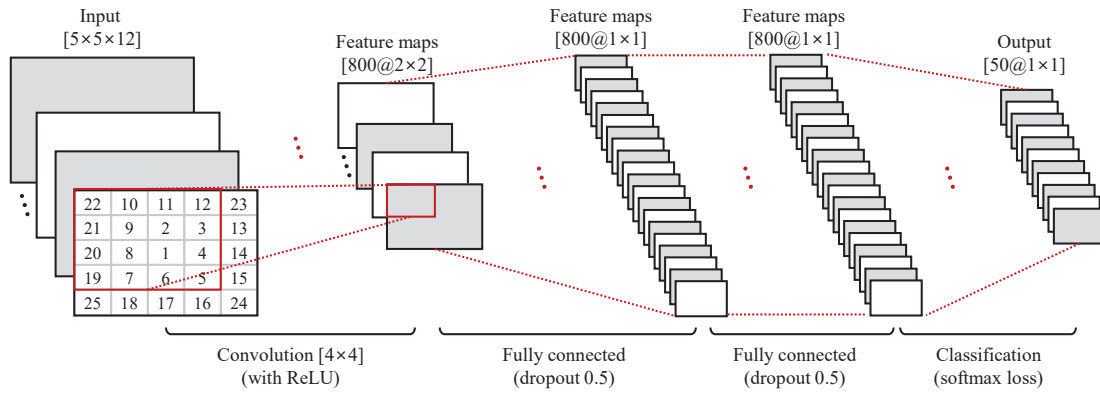 Input
[5×5×12]
Feature maps
[800@2×2]
Feature maps
[800@1×1]
Feature maps
[800@1×1]
Output
[50@1×1]
22 10 11 12 23
21 9 2 3 13
20 8 1 4 14
19 7 6 5 15
25 18 17 16 24
Convolution [4×4]
(with ReLU)
Fully connected
(dropout 0.5)
Fully connected
(dropout 0.5)
Classification
(softmax loss)